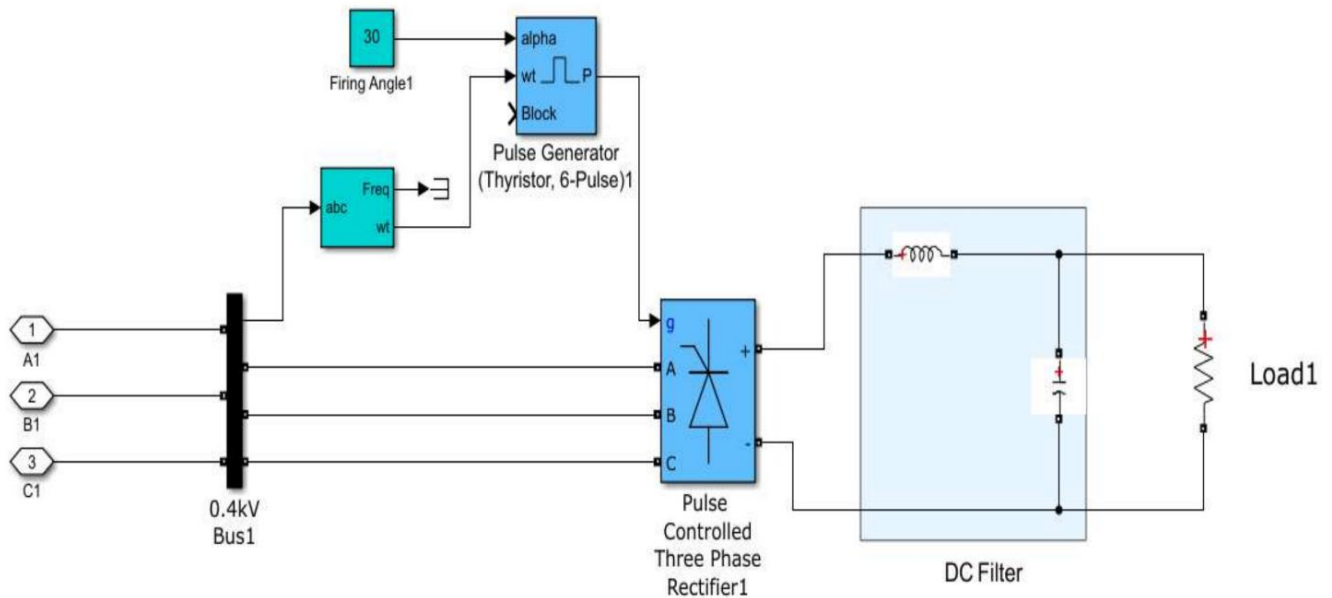 30
Firing Angle1
alpha
wt
P
Block
Pulse Generator
(Thyristor, 6-Pulse)1
abc
Freq
wt
1
A1
2
B1
3
C1
0.4kV
Bus1
g
A
B
C
+
-
Pulse
Controlled
Three Phase
Rectifier1
DC Filter
Load1